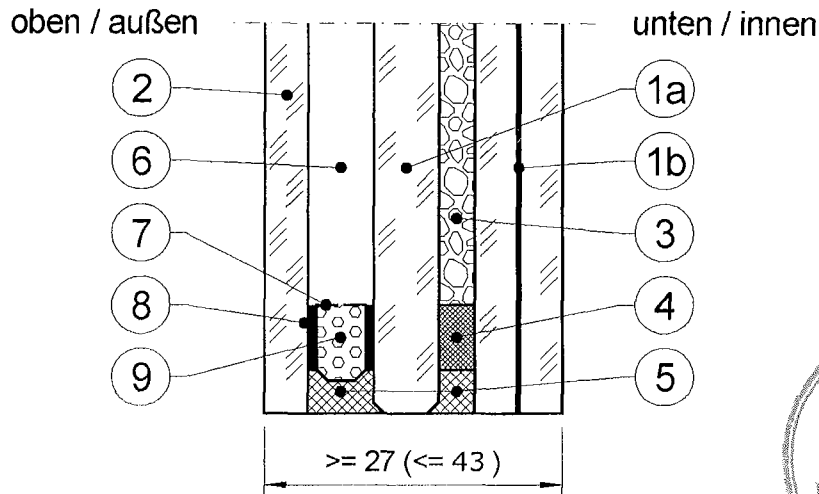 oben / außen unten / innen
2 1a
6 1b
7 3
8 4
9 5
>= 27 (<= 43 )